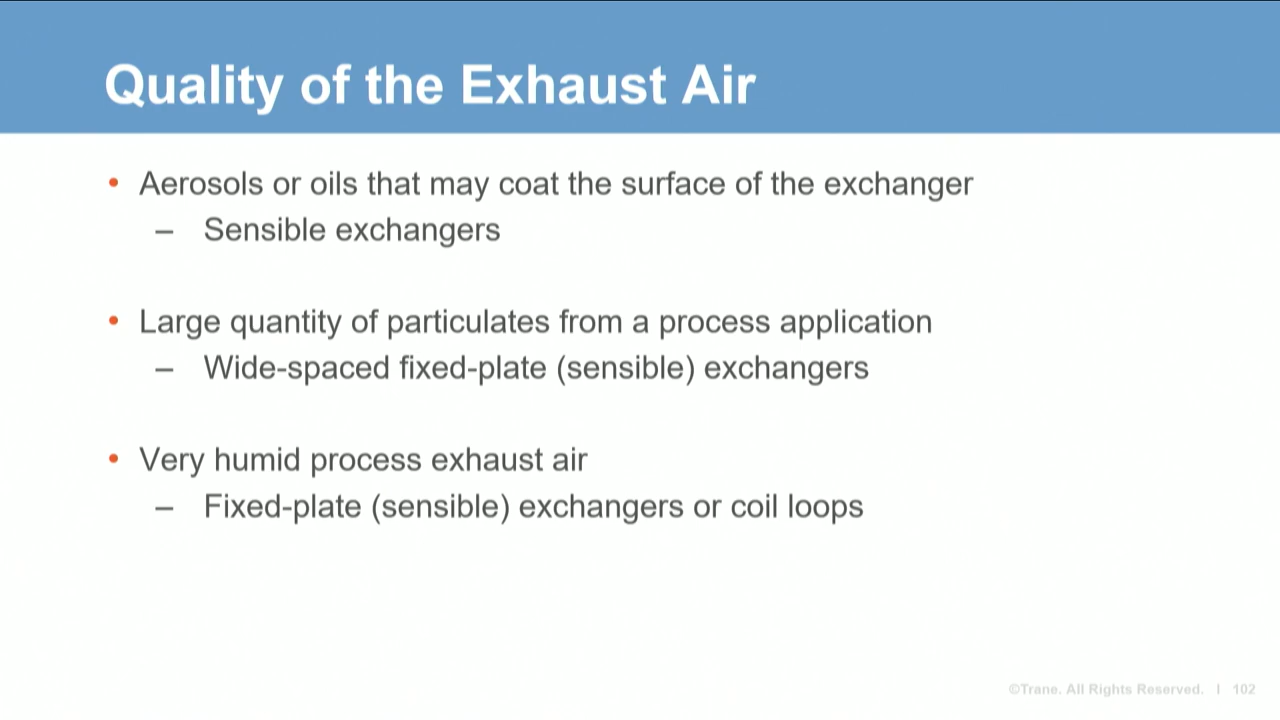 Quality of the Exhaust Air
• Aerosols or oils that may coat the surface of the exchanger
– Sensible exchangers
• Large quantity of particulates from a process application
– Wide-spaced fixed-plate (sensible) exchangers
• Very humid process exhaust air
– Fixed-plate (sensible) exchangers or coil loops
©Trane. All Rights Reserved. I 102